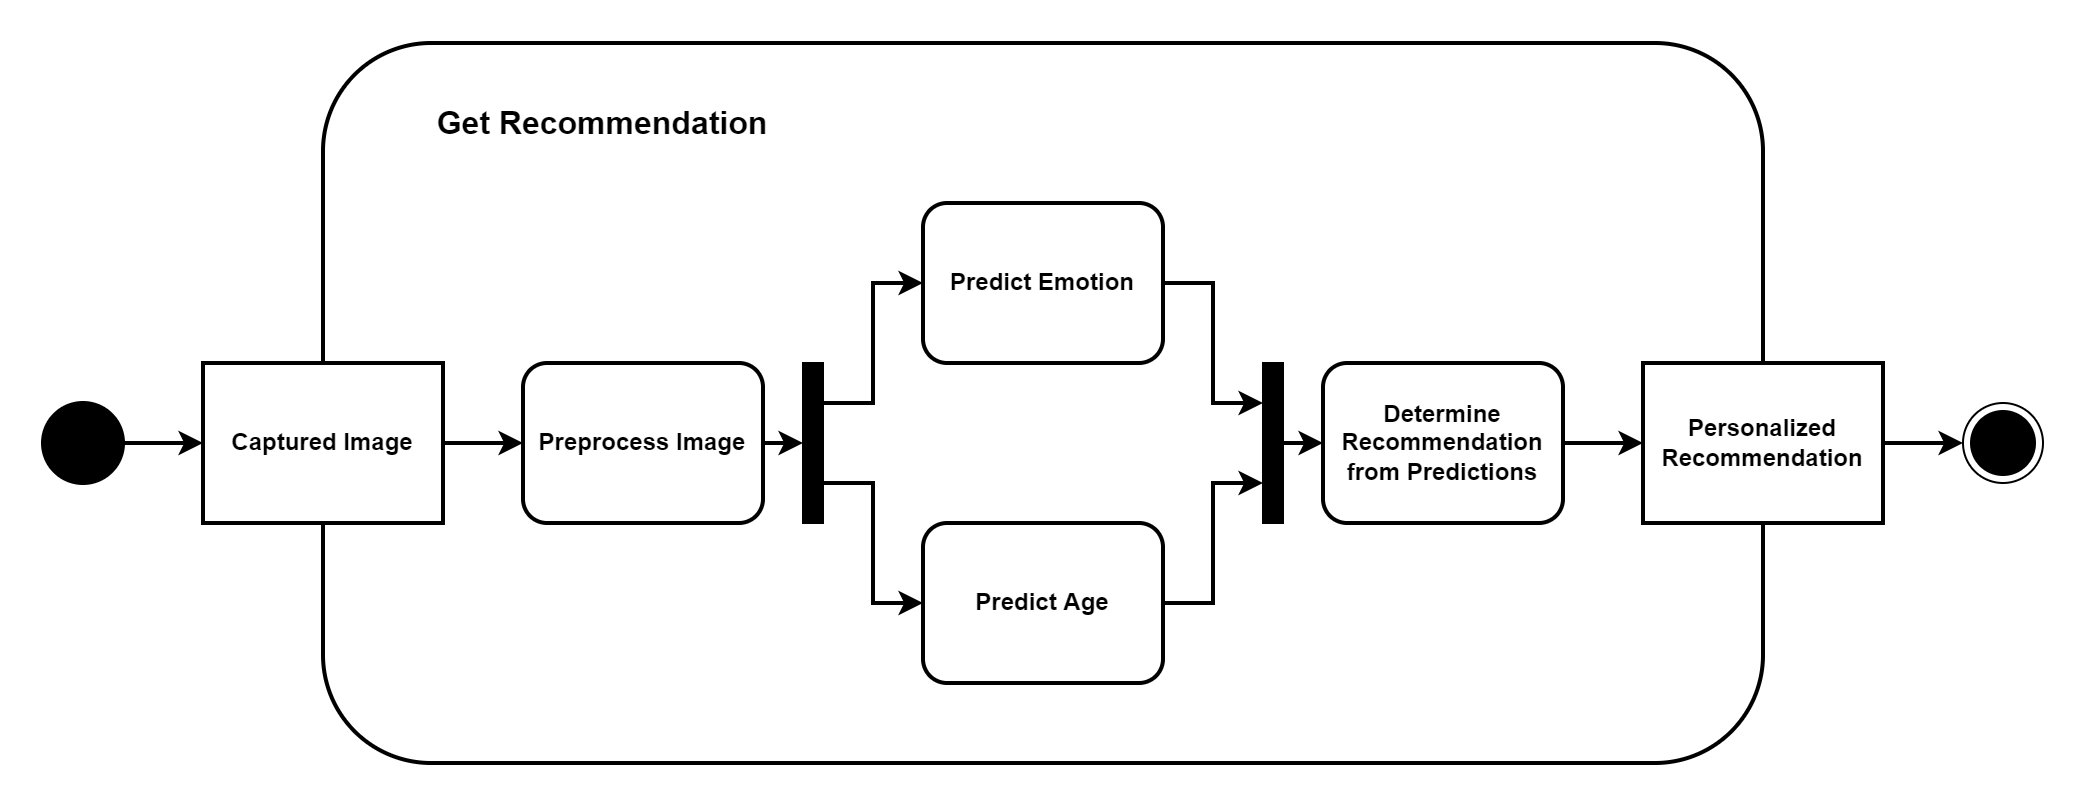 Get Recommendation
Predict Emotion
Captured Image
Preprocess Image
Determine
Recommendation
from Predictions
Personalized
Recommendation
Predict Age